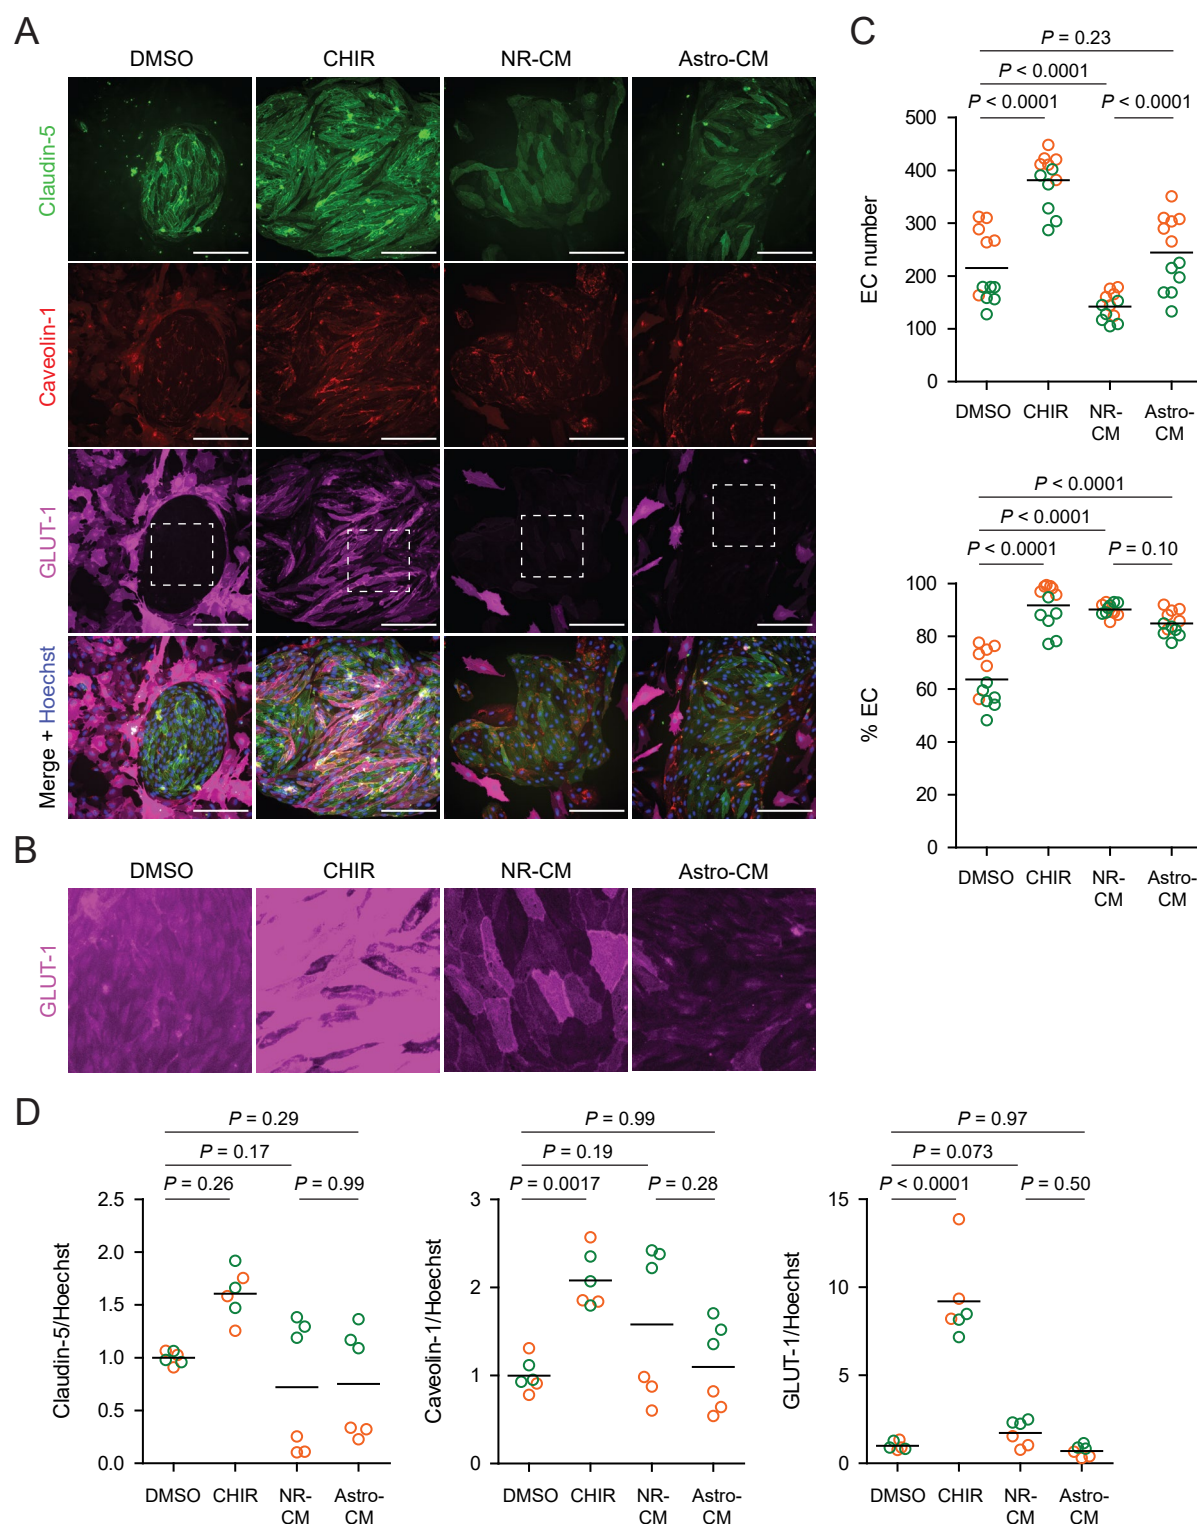 A
DMSO CHIR NR-CM Astro-CM
Claudin-5
Caveolin-1
GLUT-1
Merge + Hoechst
B
DMSO CHIR NR-CM Astro-CM
GLUT-1
C
P = 0.23
P < 0.0001
P < 0.0001 P < 0.0001
EC number
500
400
300
200
100
0
DMSO CHIR NR-CM Astro-CM
P < 0.0001
P < 0.0001
P < 0.0001 P = 0.10
% EC
100
80
60
40
20
0
DMSO CHIR NR-CM Astro-CM
D
P = 0.29
P = 0.17
P = 0.26 P = 0.99
Claudin-5/Hoechst
2.5
2.0
1.5
1.0
0.5
0.0
DMSO CHIR NR-CM Astro-CM
P = 0.99
P = 0.19
P = 0.0017 P = 0.28
Caveolin-1/Hoechst
3
2
1
0
DMSO CHIR NR-CM Astro-CM
P = 0.97
P = 0.073
P < 0.0001 P = 0.50
GLUT-1/Hoechst
15
10
5
0
DMSO CHIR NR-CM Astro-CM